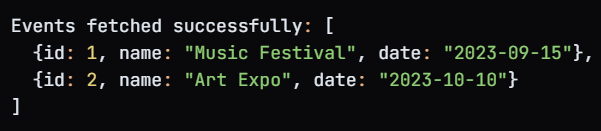 Events fetched successfully: [
  {id: 1, name: "Music Festival", date: "2023-09-15"},
  {id: 2, name: "Art Expo", date: "2023-10-10"}
]